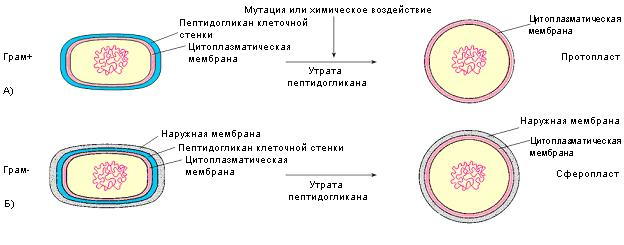 Мутация или химическое воздействие
Пептидогликан клеточной
стенки
Цитоплазматическая
мембрана
Цитоплазматическая
мембрана
Грам+
Утрата
пептидогликана
Протопласт
А)
Наружная мембрана
Пептидогликан клеточной стенки
Цитоплазматическая
мембрана
Наружная мембрана
Цитоплазматическая
мембрана
Грам-
Утрата
пептидогликана
Сферопласт
Б)